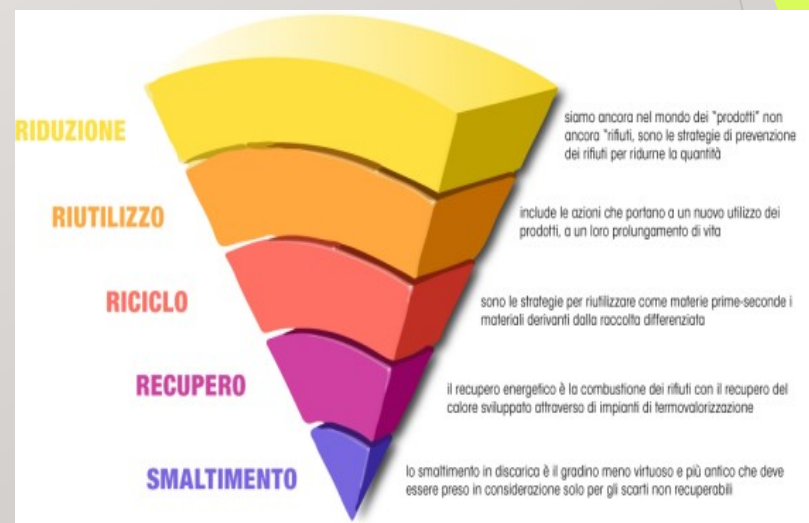 RIDUZIONE
siamo ancora nel mondo dei "prodotti" non
ancora "rifiuti, sono le strategie di prevenzione
dei rifiuti per ridurne la quantità
RIUTILIZZO
include le azioni che portano a un nuovo utilizzo dei
prodotti, a un loro prolungamento di vita
RICICLO
sono le strategie per riutilizzare come materie prime-seconde i
materiali derivanti dalla raccolta differenziata
RECUPERO
il recupero energetico è la combustione dei rifiuti con il recupero del
calore sviluppato attraverso di impianti di termovalorizzazione
SMALTIMENTO
lo smaltimento in discarica è il gradino meno virtuoso e più antico che deve
essere preso in considerazione solo per gli scarti non recuperabili